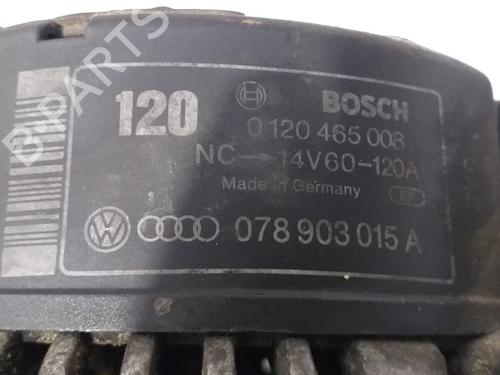 120
BOSCH
0 120 465 008
NC→14V60-120A
Made in Germany
078 903 015 A
B-PARTS